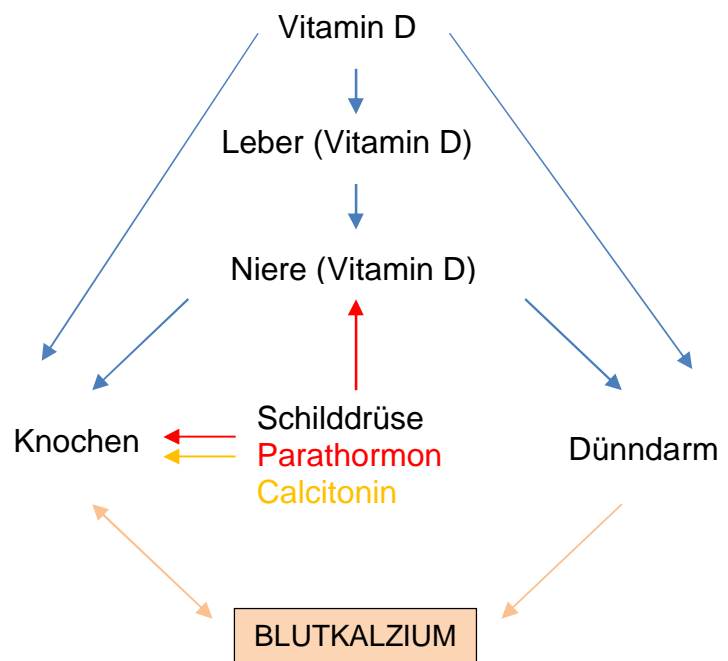 Vitamin D
Leber (Vitamin D)
Niere (Vitamin D)
Knochen
Schilddrüse
Parathormon
Calcitonin
Dünndarm
BLUTKALZIUM